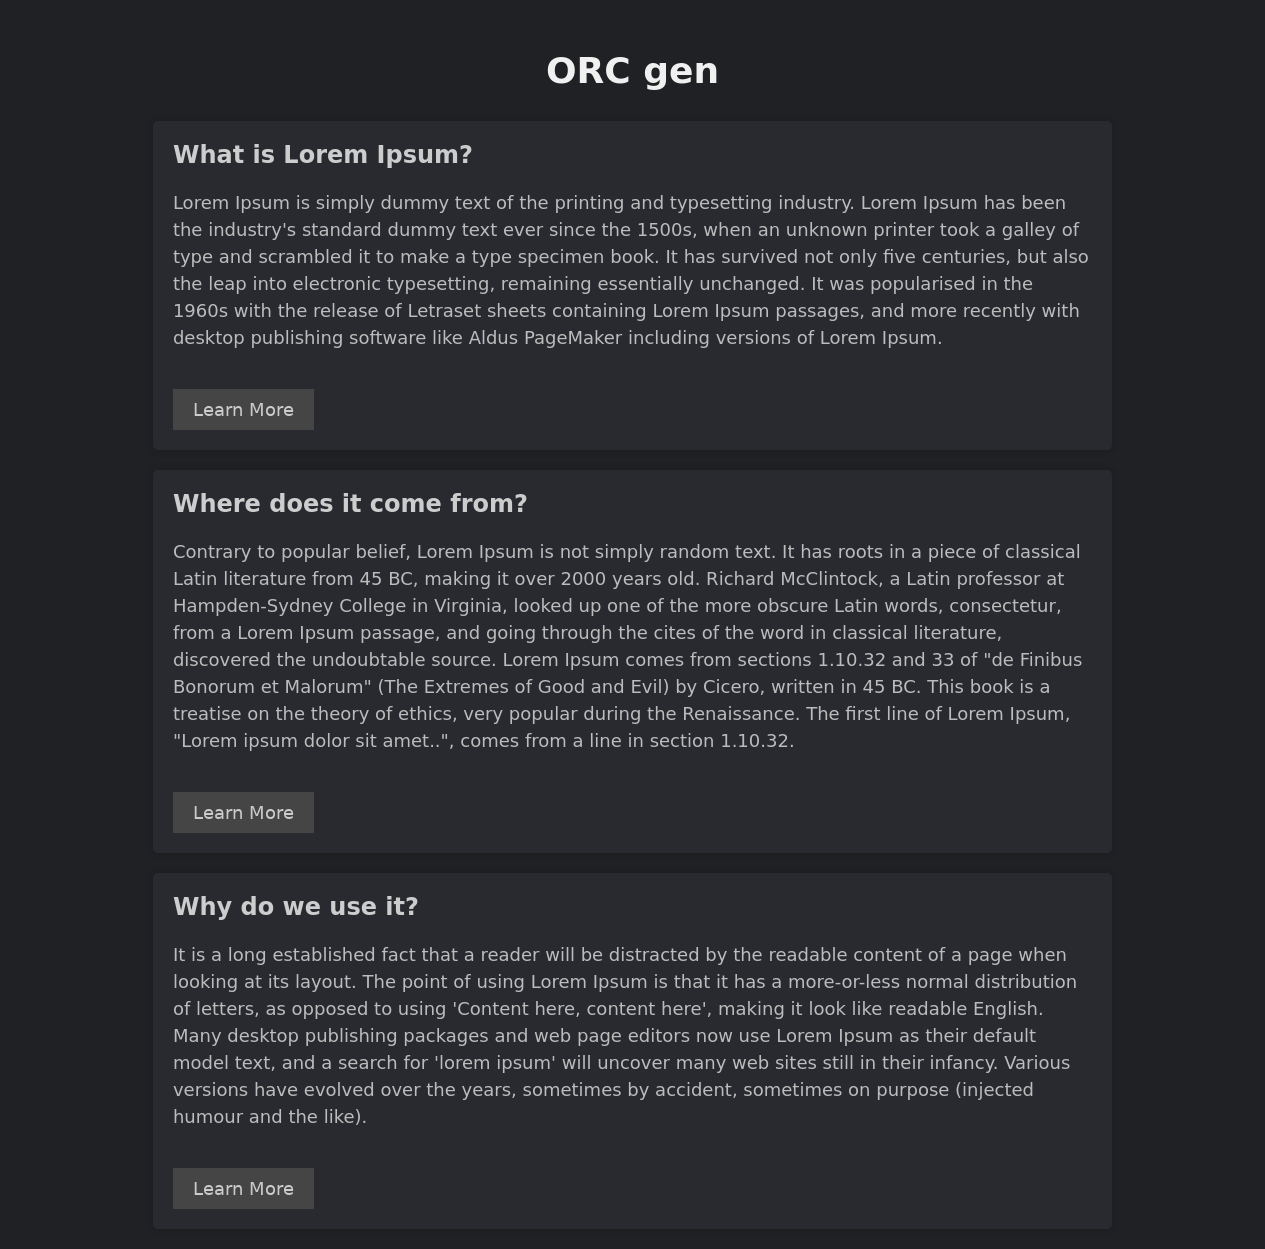 ORC gen
What is Lorem Ipsum?
Lorem Ipsum is simply dummy text of the printing and typesetting industry. Lorem Ipsum has been
the industry's standard dummy text ever since the 1500s, when an unknown printer took a galley of
type and scrambled it to make a type specimen book. It has survived not only five centuries, but also
the leap into electronic typesetting, remaining essentially unchanged. It was popularised in the
1960s with the release of Letraset sheets containing Lorem Ipsum passages, and more recently with
desktop publishing software like Aldus PageMaker including versions of Lorem Ipsum.
Learn More
Where does it come from?
Contrary to popular belief, Lorem Ipsum is not simply random text. It has roots in a piece of classical
Latin literature from 45 BC, making it over 2000 years old. Richard McClintock, a Latin professor at
Hampden-Sydney College in Virginia, looked up one of the more obscure Latin words, consectetur,
from a Lorem Ipsum passage, and going through the cites of the word in classical literature,
discovered the undoubtable source. Lorem Ipsum comes from sections 1.10.32 and 33 of "de Finibus
Bonorum et Malorum" (The Extremes of Good and Evil) by Cicero, written in 45 BC. This book is a
treatise on the theory of ethics, very popular during the Renaissance. The first line of Lorem Ipsum,
"Lorem ipsum dolor sit amet..", comes from a line in section 1.10.32.
Learn More
Why do we use it?
It is a long established fact that a reader will be distracted by the readable content of a page when
looking at its layout. The point of using Lorem Ipsum is that it has a more-or-less normal distribution
of letters, as opposed to using 'Content here, content here', making it look like readable English.
Many desktop publishing packages and web page editors now use Lorem Ipsum as their default
model text, and a search for 'lorem ipsum' will uncover many web sites still in their infancy. Various
versions have evolved over the years, sometimes by accident, sometimes on purpose (injected
humour and the like).
Learn More